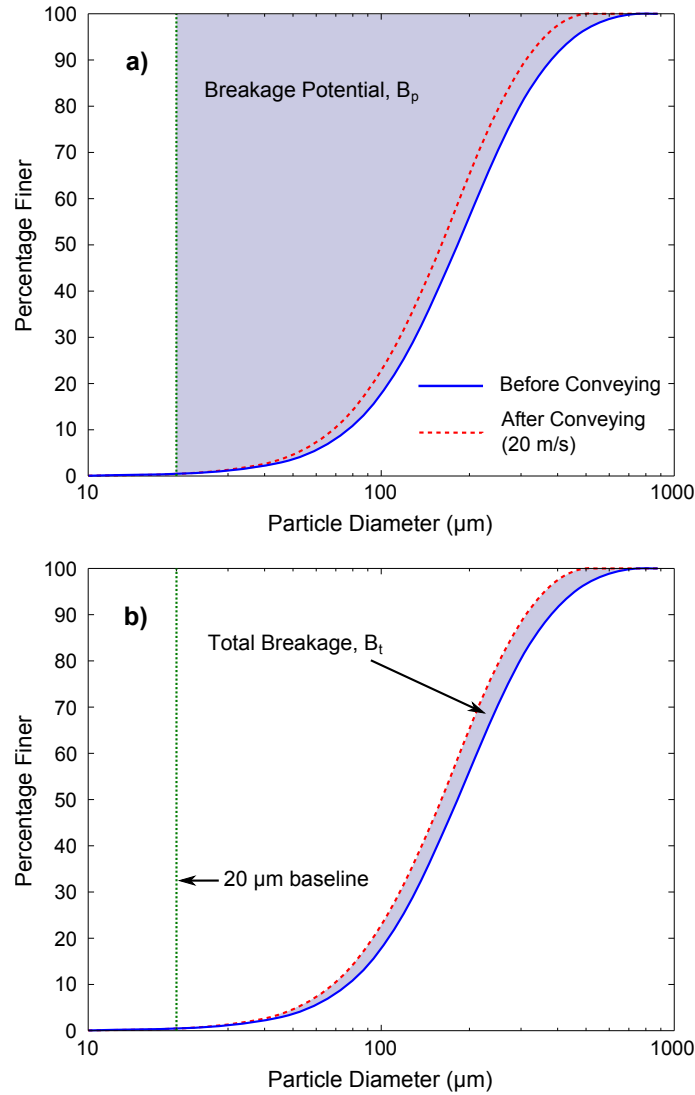 100
90
80
70
60
50
40
30
20
10
0
Percentage Finer
a)
Breakage Potential, Bp
Before Conveying
After Conveying
(20 m/s)
10
100
1000
Particle Diameter (μm)
100
90
80
70
60
50
40
30
20
10
0
Percentage Finer
b)
Total Breakage, Bt
20 μm baseline
10
100
1000
Particle Diameter (μm)